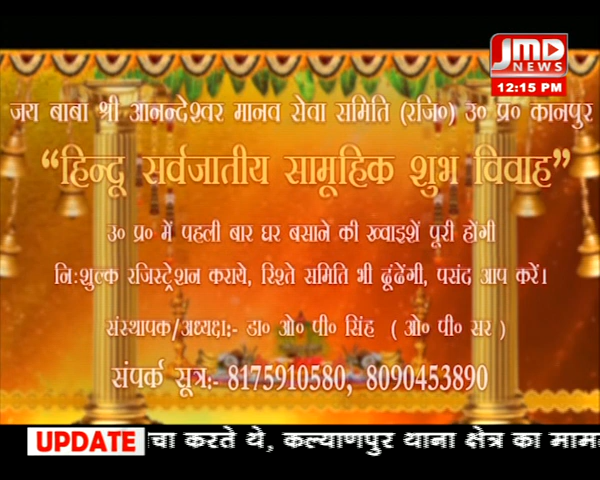 JMD
NEWS
12:15 PM
जय बाबा श्री आनन्देश्वर मानव सेवा समिति (रजि०) उ० प्र० कानपुर
“हिन्दू सर्वजातीय सामूहिक शुभ विवाह”
उ० प्र० में पहली बार घर बसाने की ख्वाइशें पूरी होंगी
नि:शुल्क रजिस्ट्रेशन कराये, रिश्ते समिति भी ढूंढेंगी, पसंद आप करें।
संस्थापक/अध्यक्ष:- डा० ओ० पी० सिंह ( ओ० पी० सर )
संपर्क सूत्र:- 8175910580, 8090453890
UPDATE चा करते थे, कल्याणपुर थाना क्षेत्र का माम